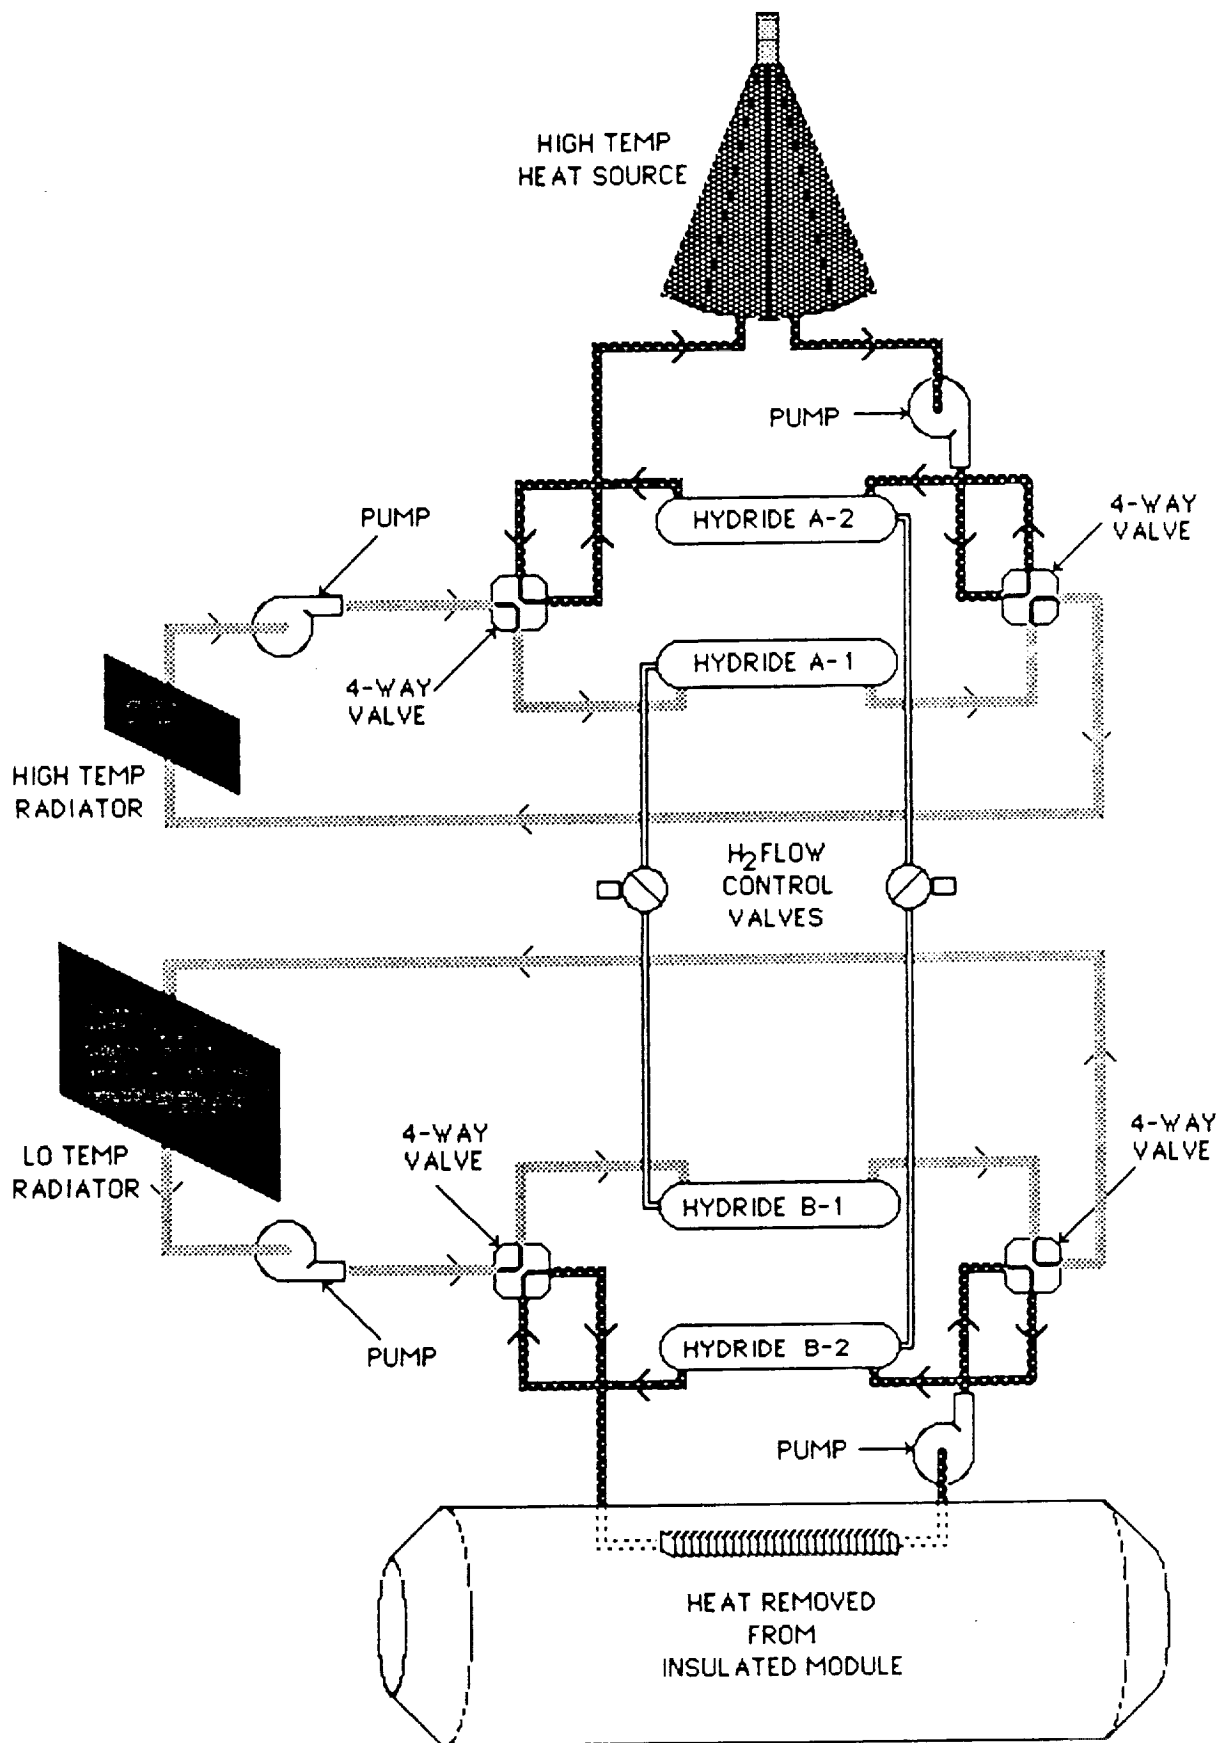 HIGH TEMP
HEAT SOURCE
PUMP
4-WAY
VALVE
PUMP
HYDRIDE A-2
HYDRIDE A-1
4-WAY
VALVE
HIGH TEMP
RADIATOR
H2FLOW
CONTROL
VALVES
4-WAY
VALVE
4-WAY
VALVE
LO TEMP
RADIATOR
HYDRIDE B-1
HYDRIDE B-2
PUMP
PUMP
HEAT REMOVED
FROM
INSULATED MODULE